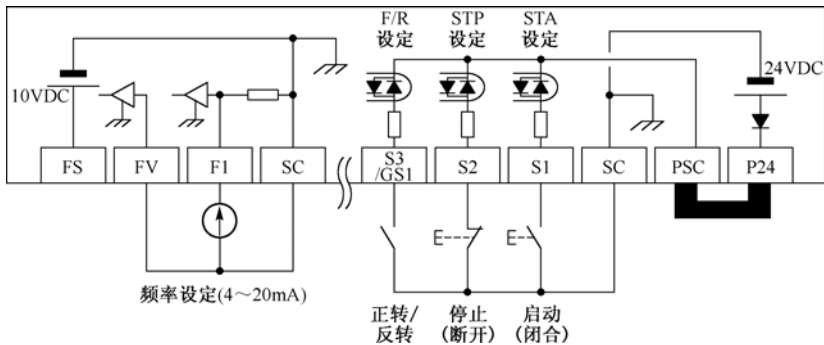 F/R
设定
STP
设定
STA
设定
10VDC
24VDC
FS
FV
F1
SC
S3
/GS1
S2
S1
SC
PSC
P24
频率设定(4～20mA)
正转/
反转
停止
(断开)
启动
(闭合)